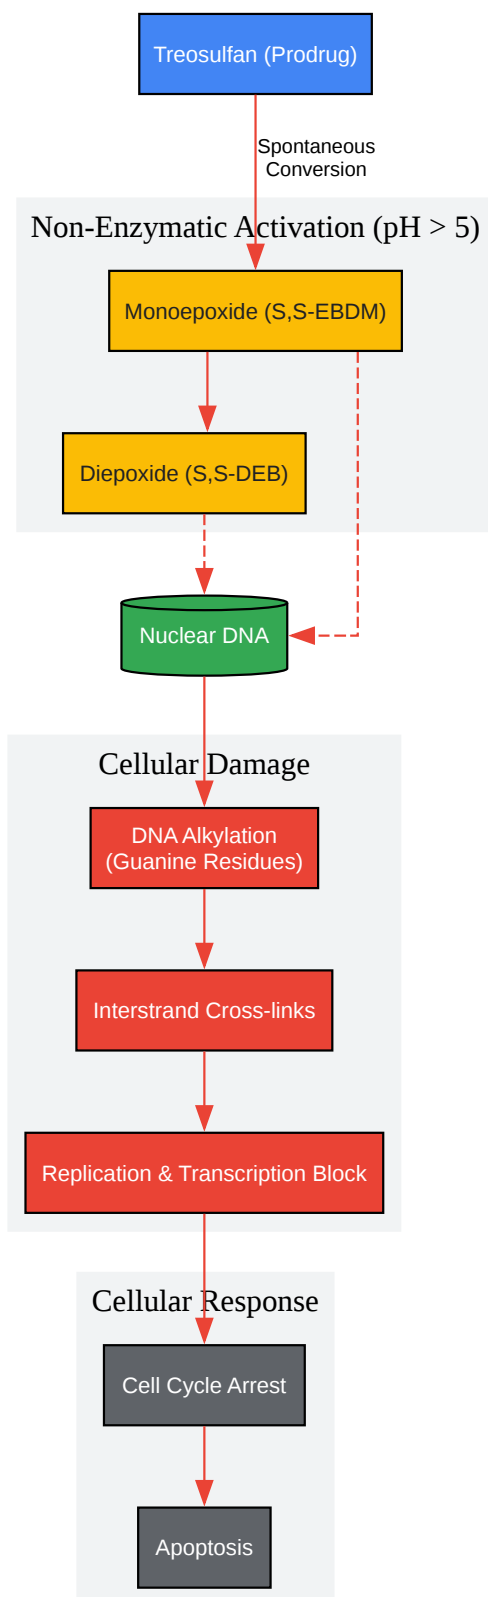 Treosulfan (Prodrug)
Spontaneous
Conversion
Non-Enzymatic Activation (pH > 5)
Monoepoxide (S,S-EBDM)
Diepoxide (S,S-DEB)
Nuclear DNA
Cellular Damage
DNA Alkylation
(Guanine Residues)
Interstrand Cross-links
Replication & Transcription Block
Cellular Response
Cell Cycle Arrest
Apoptosis